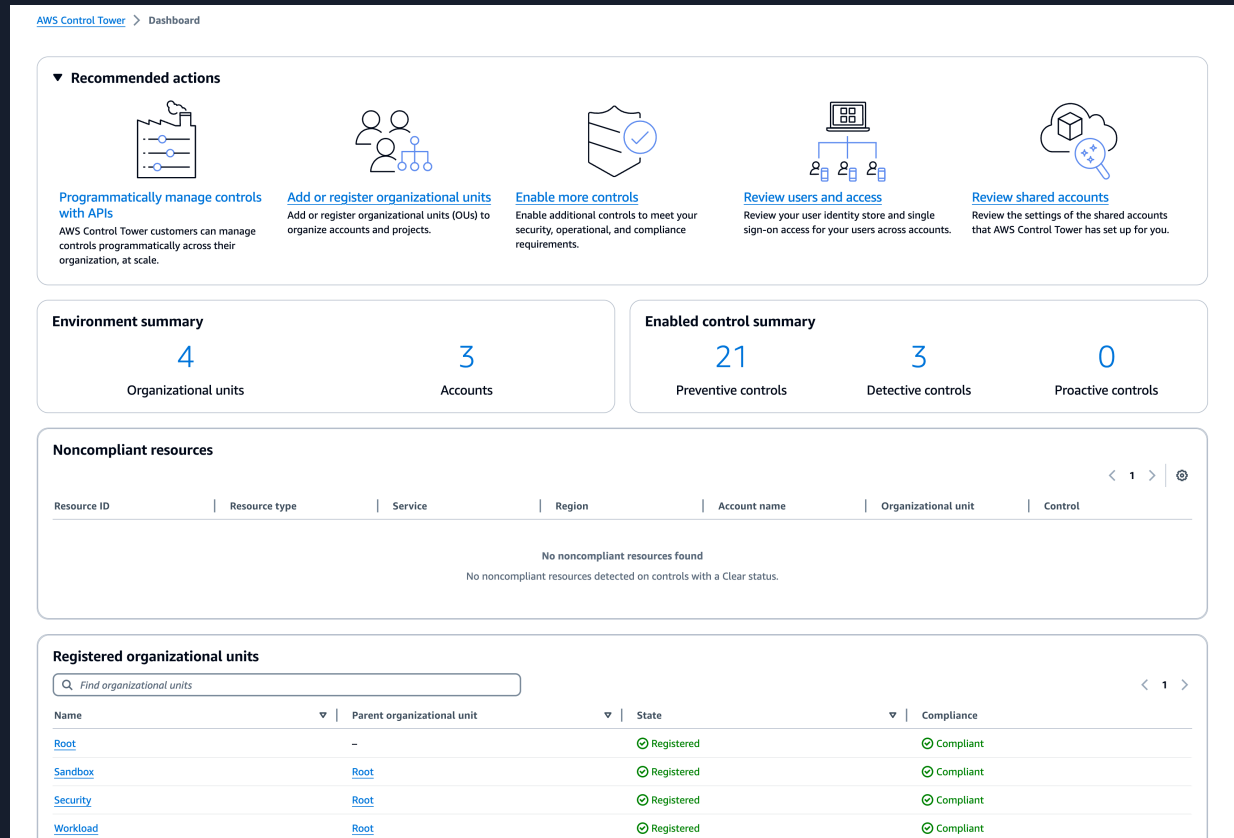 AWS Control Tower > Dashboard
Recommended actions
Programmatically manage controls
with APIs
AWS Control Tower customers can manage
controls programmatically across their
organization, at scale.
Add or register organizational units
Add or register organizational units (OUs) to
organize accounts and projects.
Enable more controls
Enable additional controls to meet your
security, operational, and compliance
requirements.
Review users and access
Review your user identity store and single
sign-on access for your users across accounts.
Review shared accounts
Review the settings of the shared accounts
that AWS Control Tower has set up for you.
Environment summary
4
Organizational units
3
Accounts
Enabled control summary
21
Preventive controls
3
Detective controls
0
Proactive controls
Noncompliant resources
1
Resource ID Resource type Service Region Account name Organizational unit Control
No noncompliant resources found
No noncompliant resources detected on controls with a Clear status.
Registered organizational units
Find organizational units
1
Name Parent organizational unit State Compliance
Root – Registered Compliant
Sandbox Root Registered Compliant
Security Root Registered Compliant
Workload Root Registered Compliant